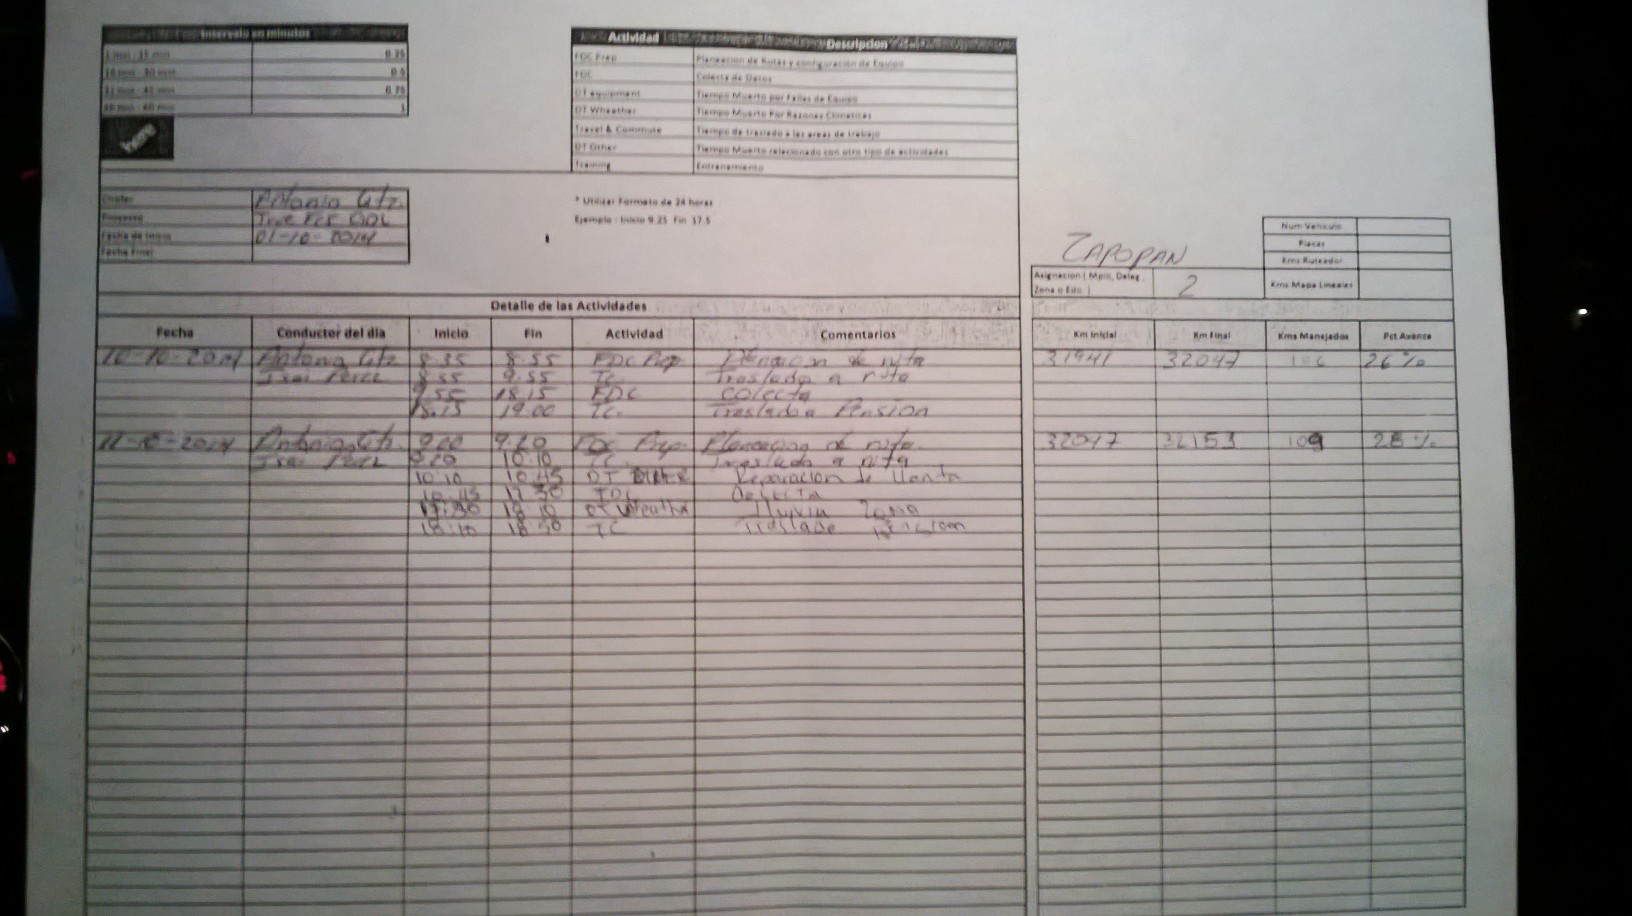 Intervalo en minutos
1 min - 15 min 0.25
16 min - 30 min 0.5
31 min - 45 min 0.75
46 min - 60 min 1
here
Actividad Descripcion
FDC Prep Planeacion de Rutas y configuración de Equipo
FDC Colecta de Datos
DT equipment Tiempo Muerto por Fallas de Equipo
DT Wheather Tiempo Muerto Por Razones Climaticas
Travel & Commute Tiempo de traslado a las areas de trabajo
DT Other Tiempo Muerto relacionado con otro tipo de actividades
Training Entrenamiento
Antonio Gtz.
Proyecto True GDL
Fecha de Inicio 01-10-2014
Fecha Final
* Utilizar Formato de 24 horas
Ejemplo : Inicio 9.25 Fin 17.5
ZAPOPAN
Asignacion ( Mpio, Deleg,
Zona o Edo. ) 2
Num Vehiculo
Placas
Kms Ruteador
Kms Mapa Lineales
Detalle de las Actividades
Fecha Conductor del dia Inicio Fin Actividad Comentarios Km Inicial Km Final Kms Manejados Pct Avance
10-10-2014 Antonio Gtz 8:35 8:55 FDC Prep Planeacion de ruta 31941 32047 106 26%
Isai Perez 8:55 9:55 TC Traslado a ruta
9:55 18:15 FDC colecta
18:15 19:00 TC. Traslado a Pension
11-10-2014 Antonio Gtz. 9:00 9:20 FDC Prep Planeacion de ruta. 32047 32153 109 28%
Isai Perez 9:20 10:10 TC Traslado a ruta
10:10 10:45 DT Reparacion de llanta
10:45 17:30
17:30 18:10 DT Weather lluvia Zona
18:10 18:50 TC Traslado Pension